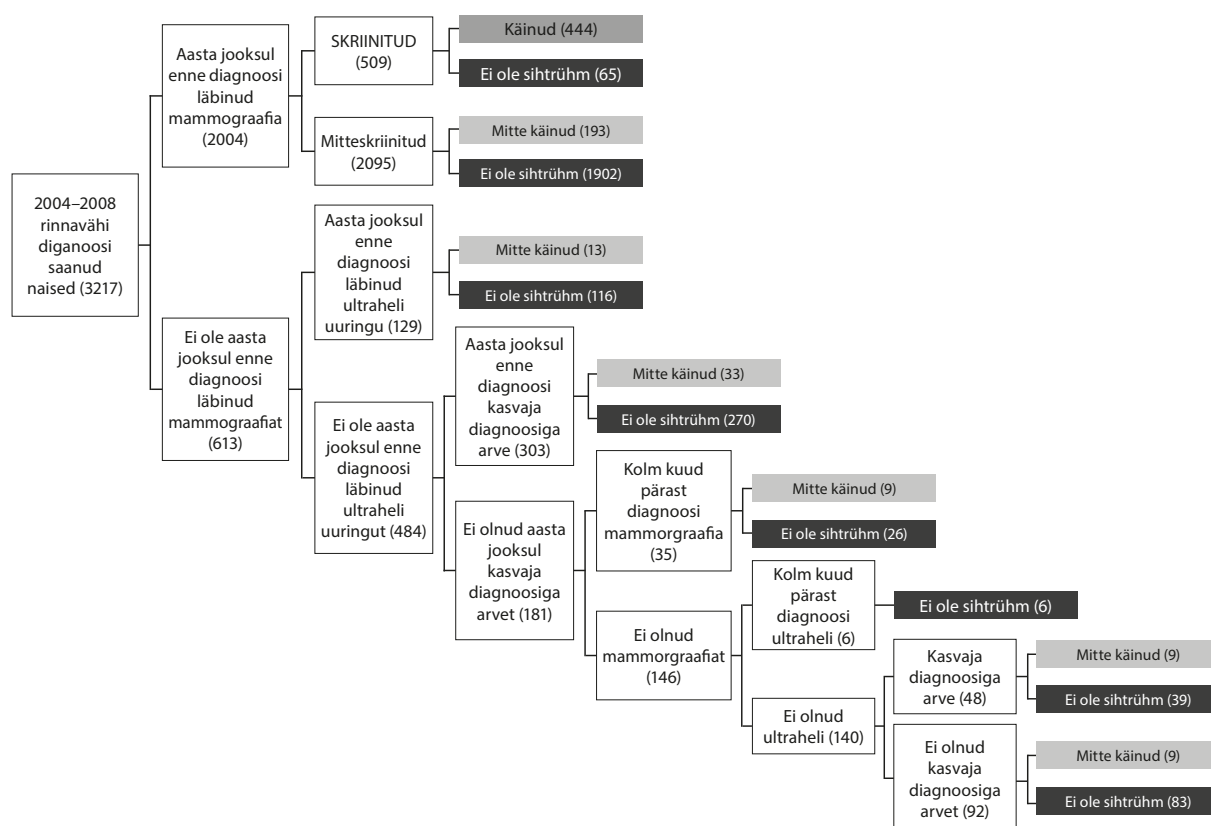 2004–2008
rinnavähi
diganoosi
saanud
naised (3217)
Aasta jooksul
enne diagnoosi
läbinud
mammograafia
(2004)
SKRIINITUD
(509)
Käinud (444)
Ei ole sihtrühm (65)
Mitteskriinitud
(2095)
Mitte käinud (193)
Ei ole sihtrühm (1902)
Ei ole aasta
jooksul enne
diagnoosi
läbinud
mammograafiat
(613)
Aasta jooksul
enne
diagnoosi
läbinud
ultraheli
uuringu (129)
Mitte käinud (13)
Ei ole sihtrühm (116)
Ei ole aasta
jooksul enne
diagnoosi
läbinud
ultraheli
uuringut (484)
Aasta jooksul
enne
diagnoosi
kasvaja
diagnoosiga
arve (303)
Mitte käinud (33)
Ei ole sihtrühm (270)
Ei olnud aasta
jooksul
kasvaja
diagnoosiga
arvet (181)
Kolm kuud
pärast
diagnoosi
mammorgraafia
(35)
Mitte käinud (9)
Ei ole sihtrühm (26)
Ei olnud
mammorgraafiat
(146)
Kolm kuud
pärast
diagnoosi
ultraheli (6)
Ei ole sihtrühm (6)
Ei olnud
ultraheli (140)
Kasvaja
diagnoosiga
arve (48)
Mitte käinud (9)
Ei ole sihtrühm (39)
Ei olnud
kasvaja
diagnoosiga
arvet (92)
Mitte käinud (9)
Ei ole sihtrühm (83)